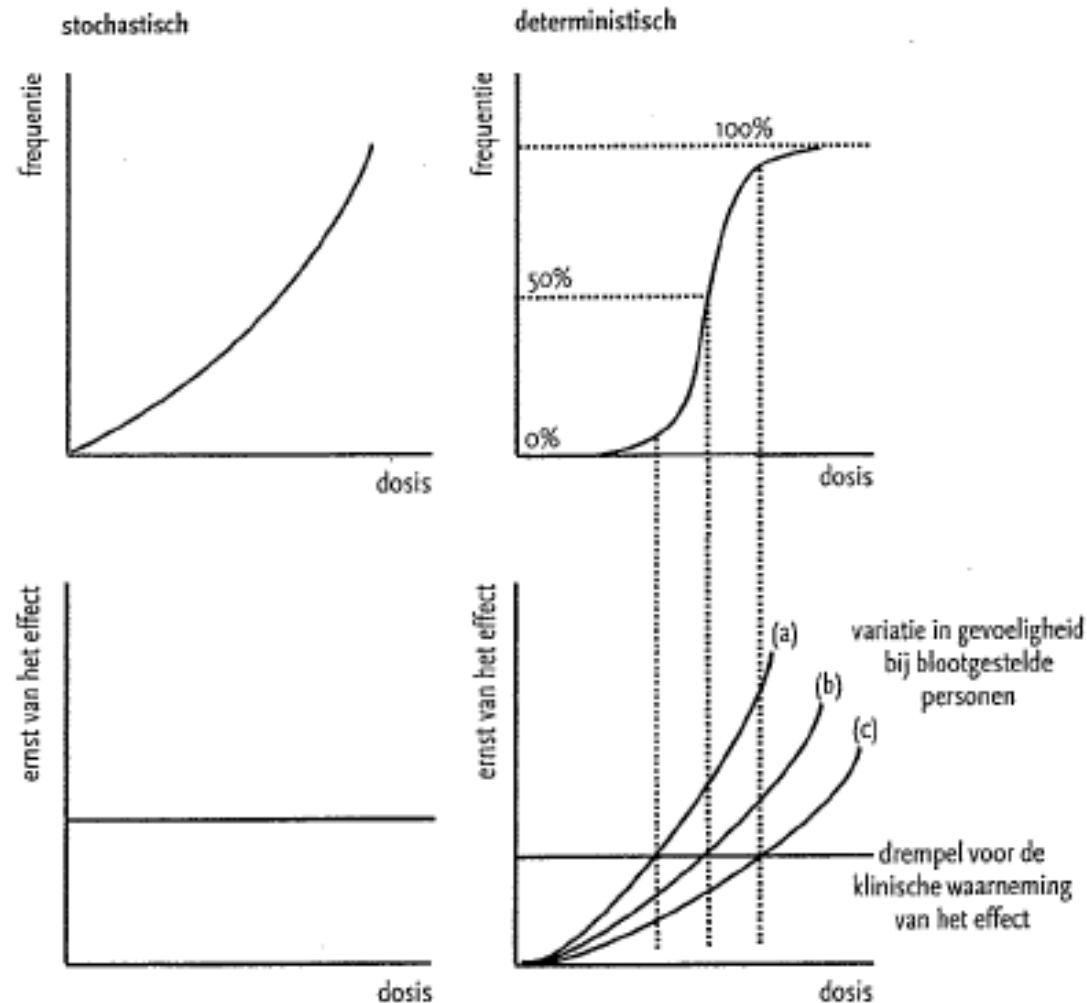 stochastisch
frequentie
dosis
deterministisch
frequentie
100%
50%
0%
dosis
ernst van het effect
dosis
ernst van het effect
(a)
(b)
(c)
variatie in gevoeligheid
bij blootgestelde
personen
drempel voor de
klinische waarneming
van het effect
dosis